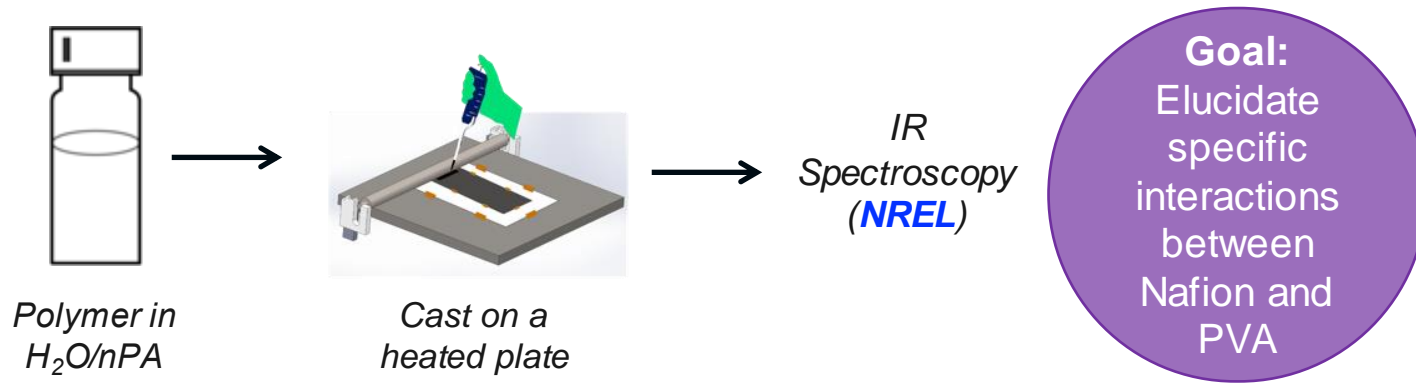 Polymer in
H₂O/nPA
Cast on a
heated plate
IR
Spectroscopy
(NREL)
Goal:
Elucidate
specific
interactions
between
Nafion and
PVA